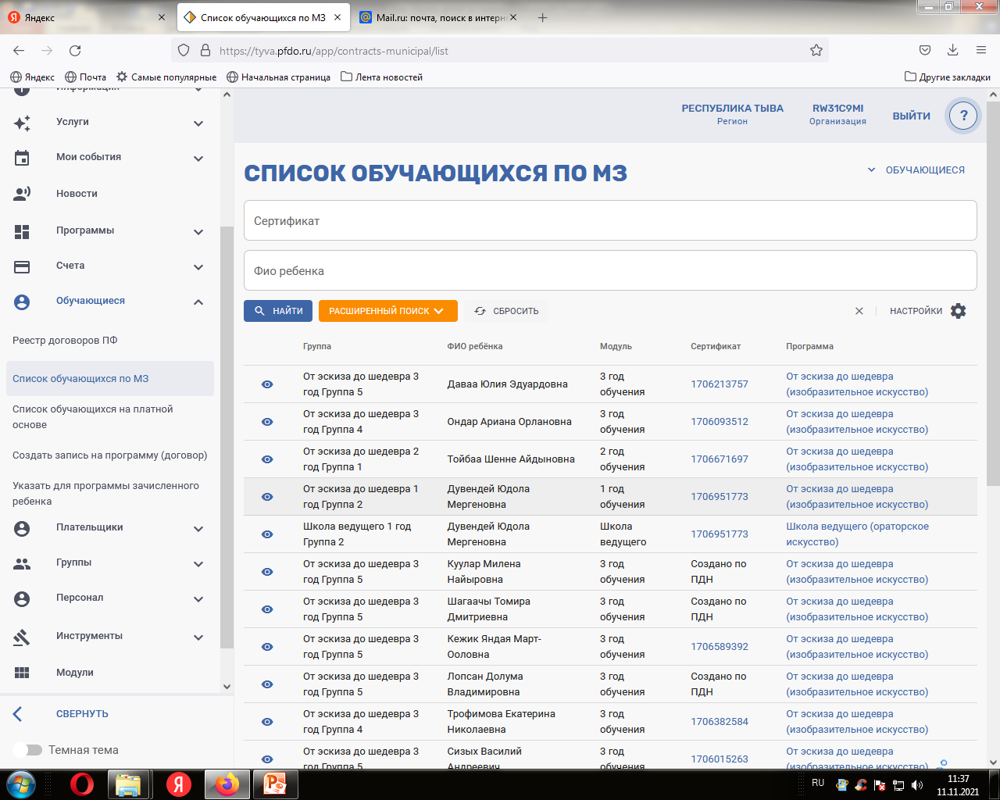 Яндекс
Список обучающихся по МЗ
Mail.ru: почта, поиск в интерн
https://tyva.pfdo.ru/app/contracts-municipal/list
Яндекс
Почта
Самые популярные
Начальная страница
Лента новостей
Другие закладки
Информация
Услуги
Мои события
Новости
Программы
Счета
Обучающиеся
Реестр договоров ПФ
Список обучающихся по МЗ
Список обучающихся на платной
основе
Создать запись на программу (договор)
Указать для программы зачисленного
ребенка
Плательщики
Группы
Персонал
Инструменты
Модули
СВЕРНУТЬ
Темная тема
РЕСПУБЛИКА ТЫВА
Регион
RW31C9MI
Организация
ВЫЙТИ
?
СПИСОК ОБУЧАЮЩИХСЯ ПО МЗ
ОБУЧАЮЩИЕСЯ
Сертификат
Фио ребенка
НАЙТИ
РАСШИРЕННЫЙ ПОИСК
СБРОСИТЬ
НАСТРОЙКИ
Группа ФИО ребёнка Модуль Сертификат Программа
От эскиза до шедевра 3 3 год От эскиза до шедевра
год Группа 5 Даваа Юлия Эдуардовна обучения 1706213757 (изобразительное искусство)
От эскиза до шедевра 3 3 год От эскиза до шедевра
год Группа 4 Ондар Ариана Орлановна обучения 1706093512 (изобразительное искусство)
От эскиза до шедевра 2 2 год От эскиза до шедевра
год Группа 1 Тойбаа Шенне Айдыновна обучения 1706671697 (изобразительное искусство)
От эскиза до шедевра 1 Дувендей Юдола 1 год От эскиза до шедевра
год Группа 2 Мергеновна обучения 1706951773 (изобразительное искусство)
Школа ведущего 1 год Дувендей Юдола Школа Школа ведущего (ораторское
Группа 2 Мергеновна ведущего 1706951773 искусство)
От эскиза до шедевра 3 Куулар Милена 3 год Создано по От эскиза до шедевра
год Группа 5 Найыровна обучения ПДН (изобразительное искусство)
От эскиза до шедевра 3 Шагаачы Томира 3 год Создано по От эскиза до шедевра
год Группа 5 Дмитриевна обучения ПДН (изобразительное искусство)
От эскиза до шедевра 3 Кежик Яндая Март- 3 год От эскиза до шедевра
год Группа 5 Ооловна обучения 1706589392 (изобразительное искусство)
От эскиза до шедевра 3 Лопсан Долума 3 год Создано по От эскиза до шедевра
год Группа 5 Владимировна обучения ПДН (изобразительное искусство)
От эскиза до шедевра 3 Трофимова Екатерина 3 год От эскиза до шедевра
год Группа 4 Николаевна обучения 1706382584 (изобразительное искусство)
От эскиза до шедевра 3 Сизых Василий 3 год От эскиза до шедевра
год Группа 5 Андреевич обучения 1706015263 (изобразительное искусство)
RU
11:37
11.11.2021